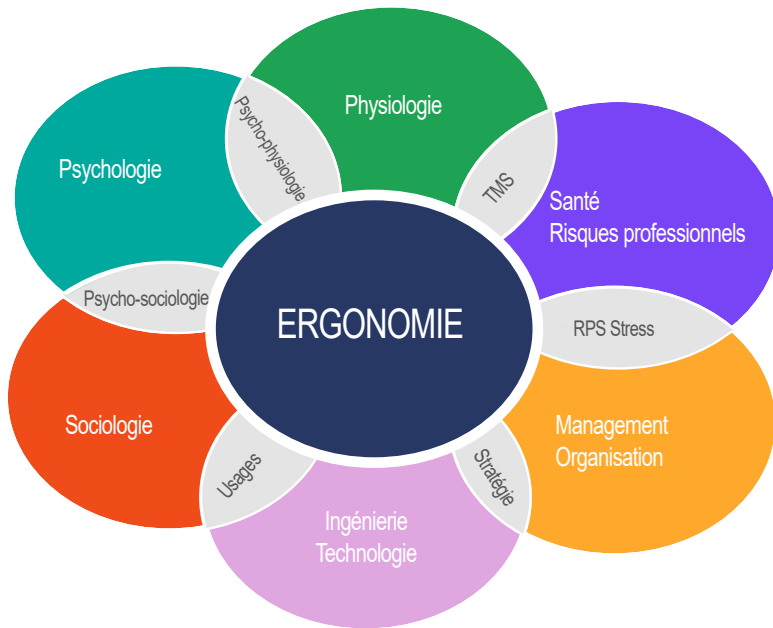 Physiologie
Psycho-physiologie
Psychologie
TMS
Santé
Risques professionnels
Psycho-sociologie
ERGONOMIE
RPS Stress
Sociologie
Management
Organisation
Usages
Stratégie
Ingénierie
Technologie